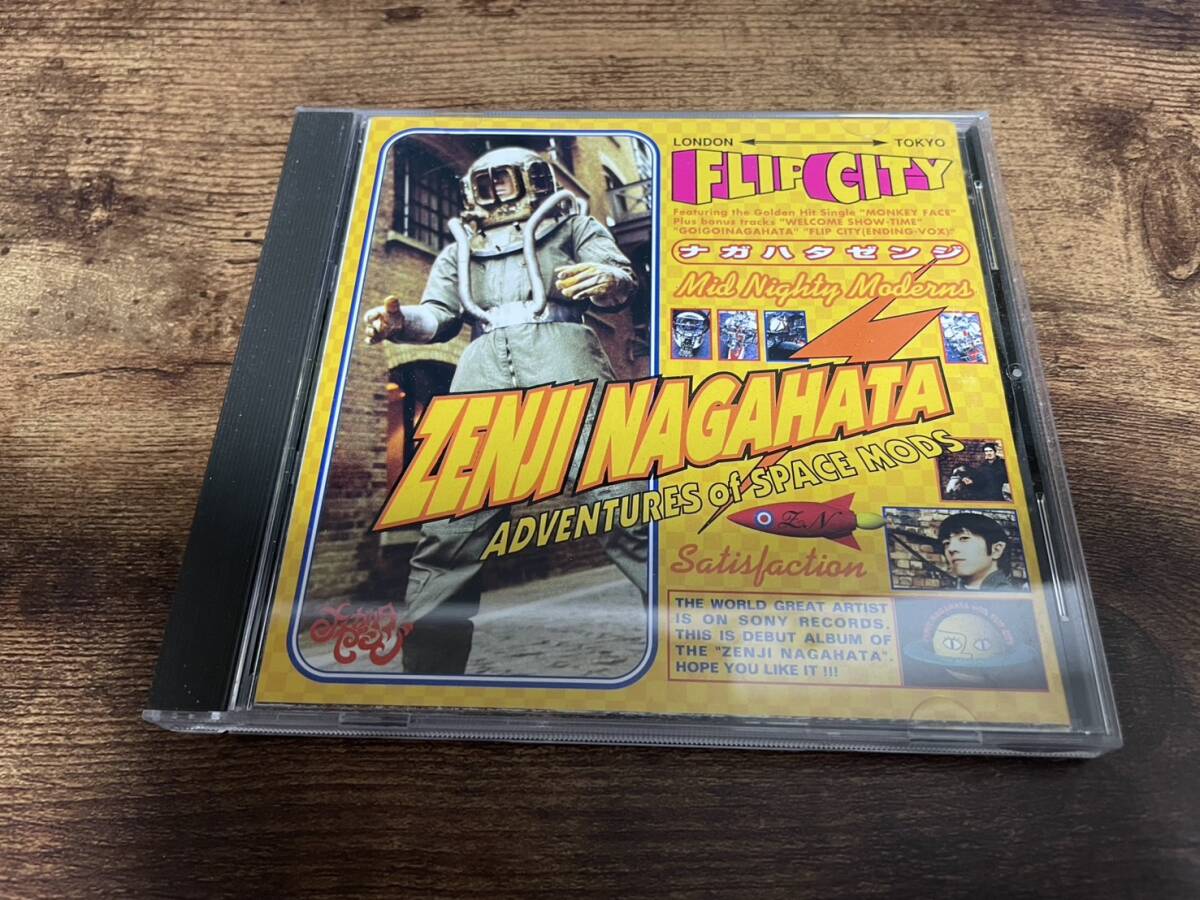 LONDON TOKYO
FLIP CITY
Featuring the Golden Hit Single "MONKEY FACE"
Plus bonus tracks "WELCOME SHOW-TIME"
"GO!GO!NAGAHATA" "FLIP CITY(ENDING-VOX)"
ナガハタゼンジ
Mid Nighty Moderns
ZENJI NAGAHATA
ADVENTURES of SPACE MODS
Z.N
Satisfaction
THE WORLD GREAT ARTIST
IS ON SONY RECORDS.
THIS IS DEBUT ALBUM OF
THE "ZENJI NAGAHATA".
HOPE YOU LIKE IT !!!